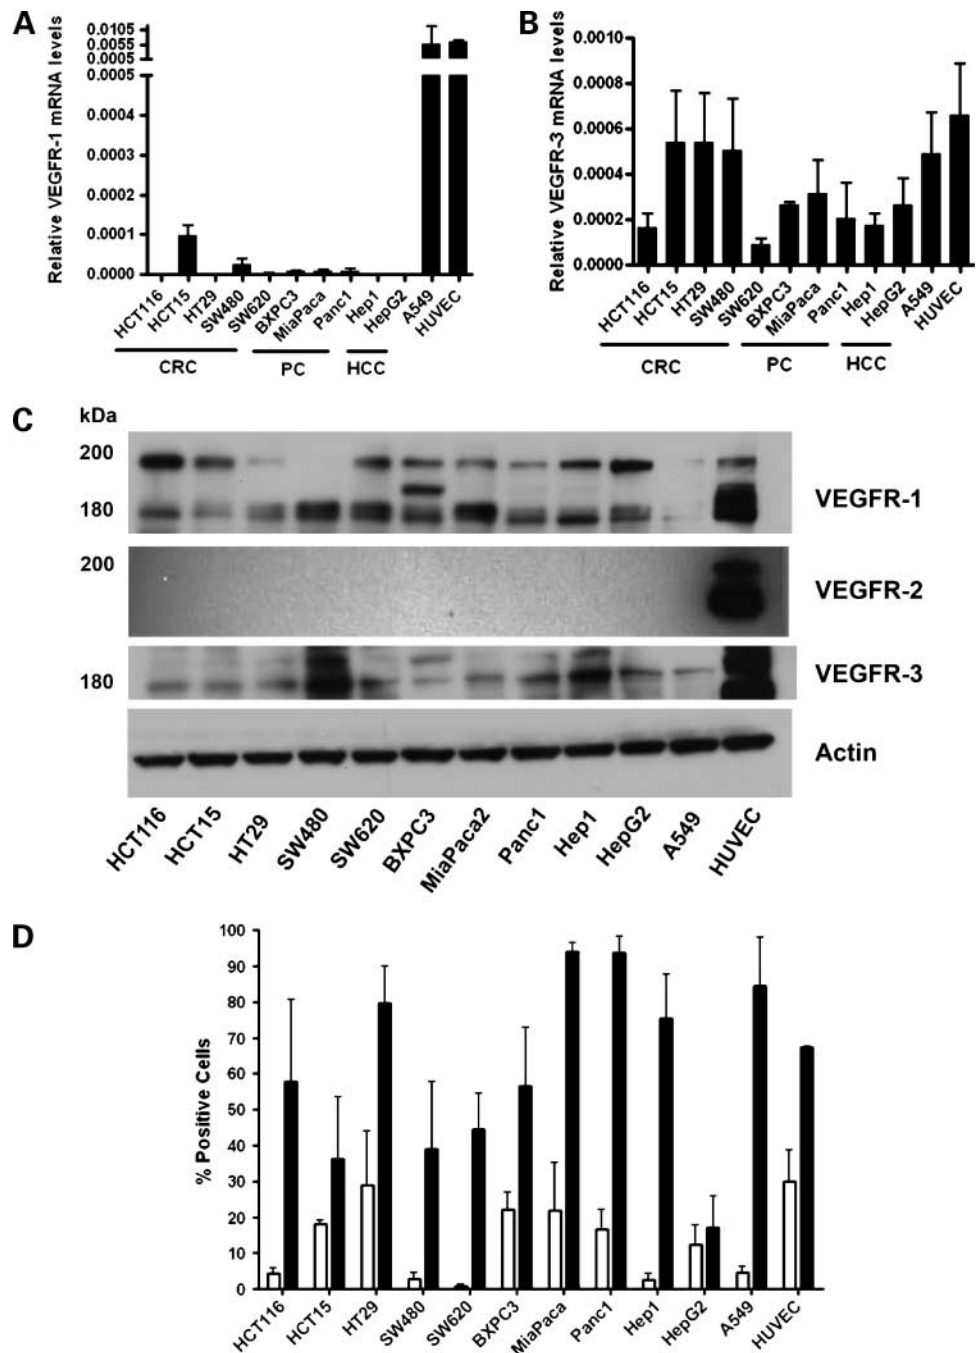 A
Relative VEGFR-1 mRNA levels
0.0105
0.0055
0.0005
0.0005
0.0004
0.0003
0.0002
0.0001
0.0000
HCT116
HCT15
HT29
SW480
SW620
BXPC3
MiaPaca
Panc1
Hep1
HepG2
A549
HUVEC
CRC
PC
HCC
B
Relative VEGFR-3 mRNA levels
0.0010
0.0008
0.0006
0.0004
0.0002
0.0000
HCT116
HCT15
HT29
SW480
SW620
BXPC3
MiaPaca
Panc1
Hep1
HepG2
A549
HUVEC
CRC
PC
HCC
C
kDa
200
180
VEGFR-1
200
VEGFR-2
180
VEGFR-3
Actin
HCT116
HCT15
HT29
SW480
SW620
BXPC3
MiaPaca2
Panc1
Hep1
HepG2
A549
HUVEC
D
% Positive Cells
100
90
80
70
60
50
40
30
20
10
0
HCT116
HCT15
HT29
SW480
SW620
BXPC3
MiaPaca
Panc1
Hep1
HepG2
A549
HUVEC